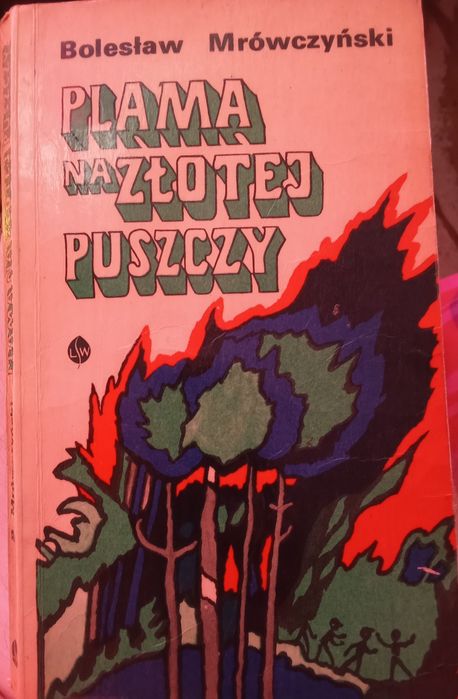 Bolesław Mrówczyński
PLAMA
NA ZŁOTEJ
PUSZCZY
LSW